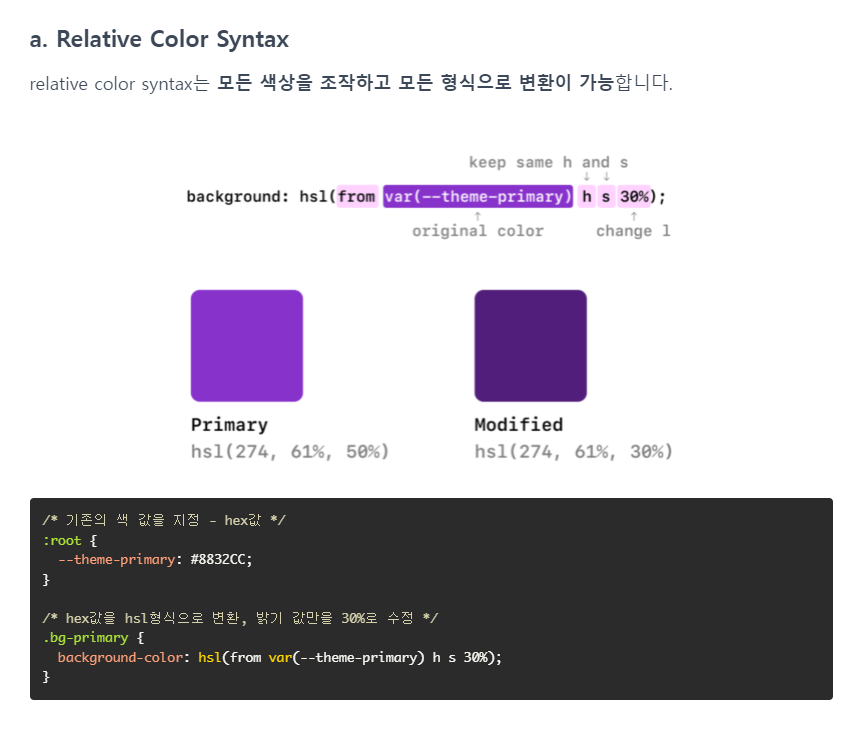 a. Relative Color Syntax
relative color syntax는 모든 색상을 조작하고 모든 형식으로 변환이 가능합니다.
keep same h and s
↓ ↓
background: hsl(from var(--theme-primary) h s 30%);
↑ ↑
original color change l
Primary Modified
hsl(274, 61%, 50%) hsl(274, 61%, 30%)
/* 기존의 색 값을 지정 - hex값 */
:root {
  --theme-primary: #8832CC;
}
/* hex값을 hsl형식으로 변환, 밝기 값만을 30%로 수정 */
.bg-primary {
  background-color: hsl(from var(--theme-primary) h s 30%);
}